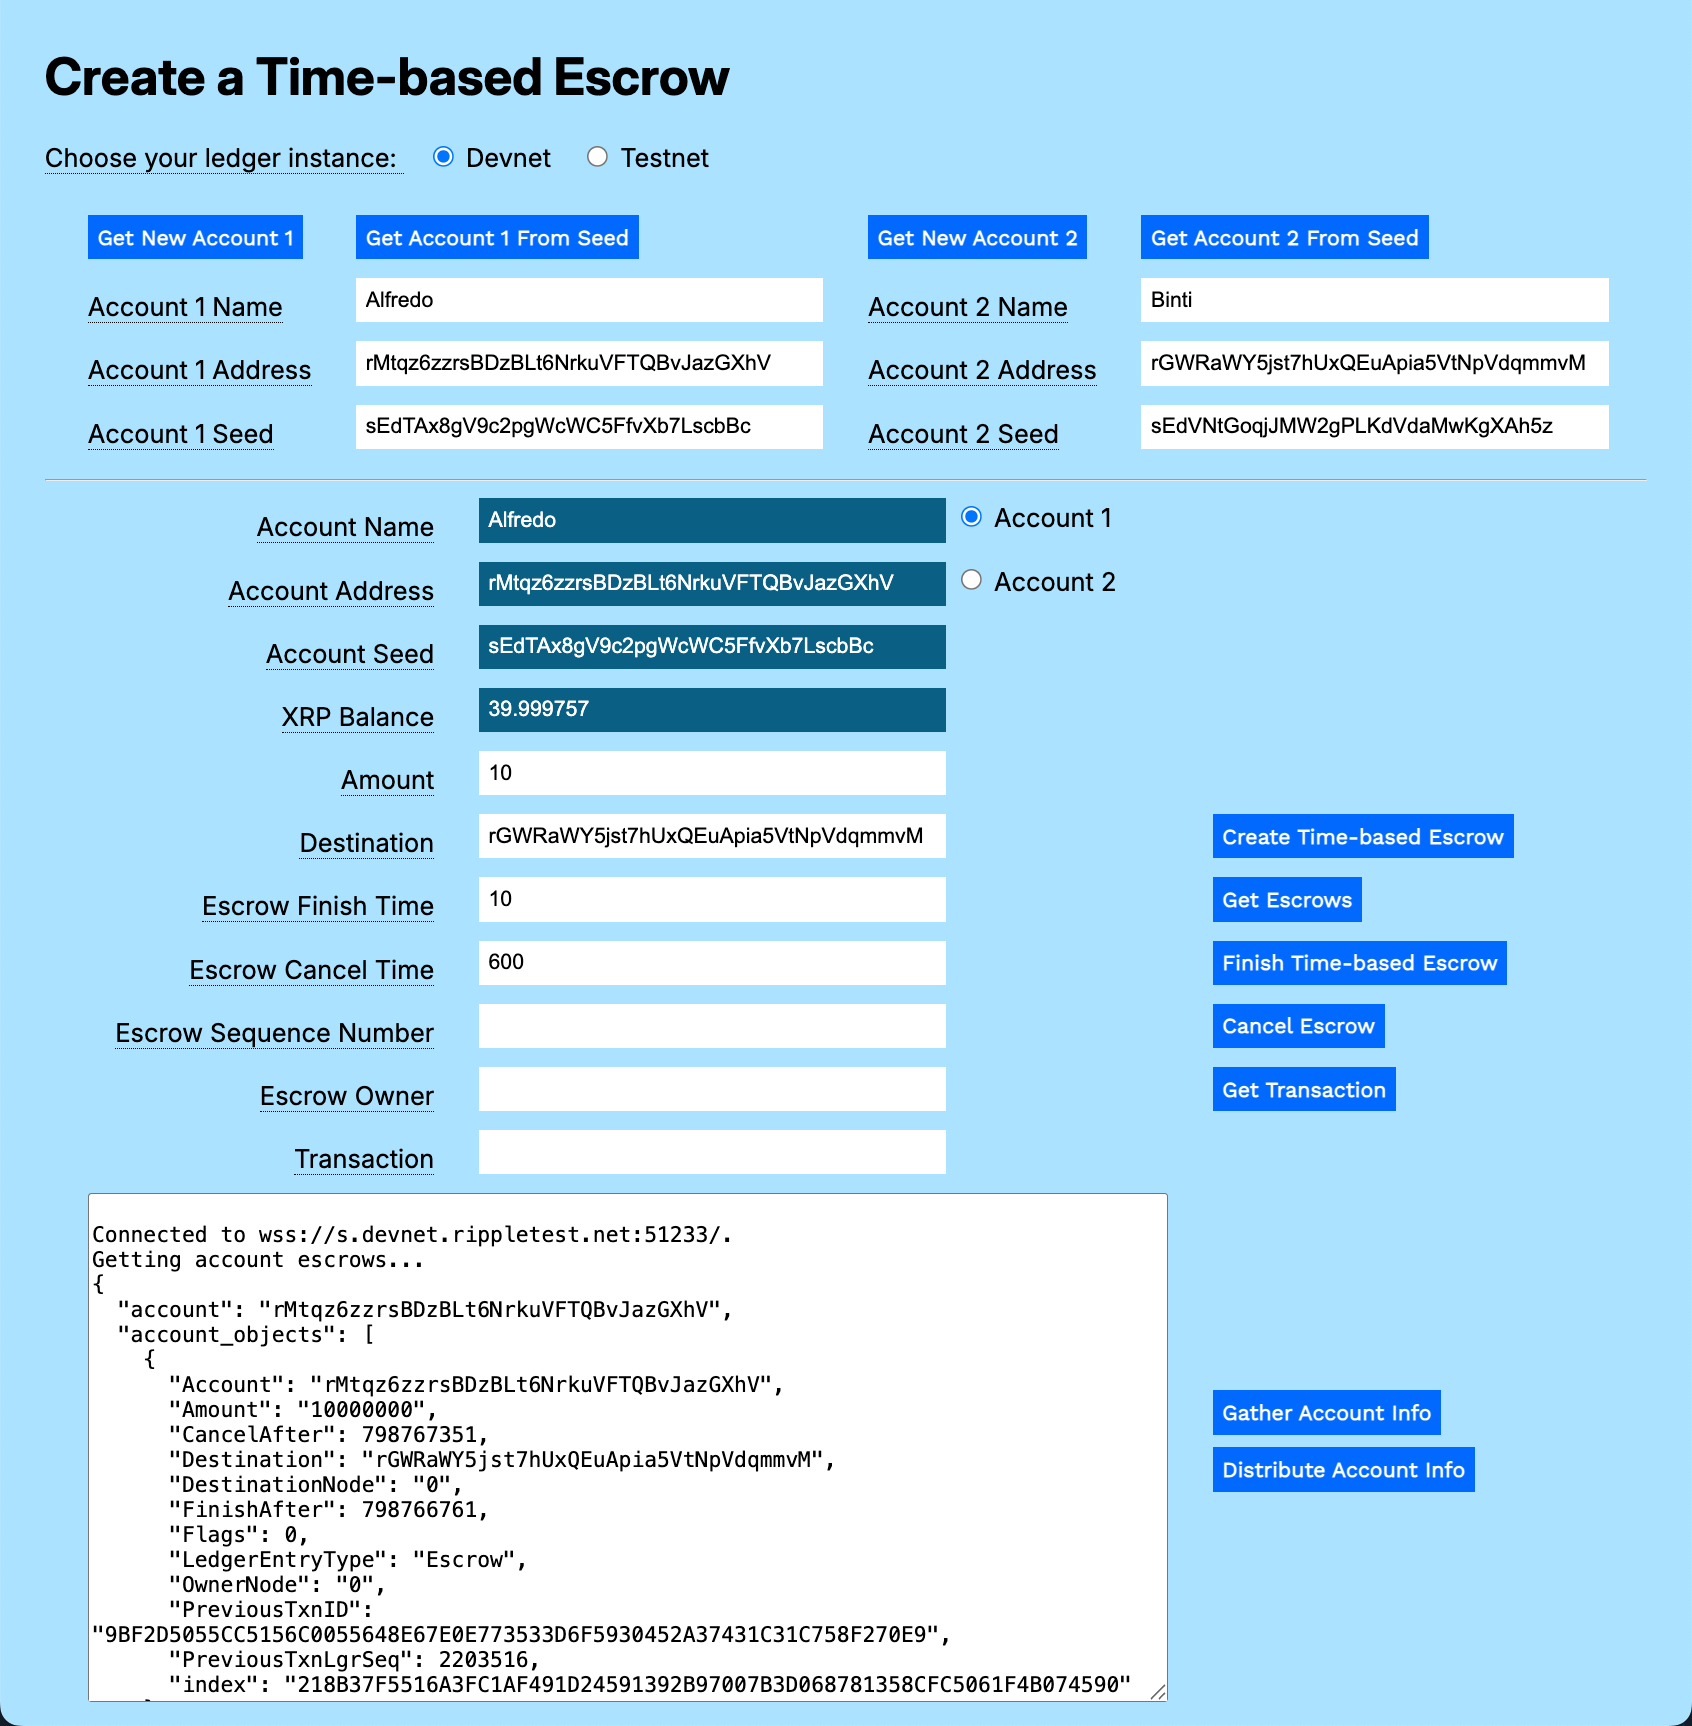 Create a Time-based Escrow
Choose your ledger instance: Devnet Testnet
Get New Account 1 Get Account 1 From Seed Get New Account 2 Get Account 2 From Seed
Account 1 Name Alfredo Account 2 Name Binti
Account 1 Address rMtqz6zzrsBDzBLt6NrkuVFTQBvJazGXhV Account 2 Address rGWRaWY5jst7hUxQEuApia5VtNpVdqmmvM
Account 1 Seed sEdTAx8gV9c2pgWcWC5FfvXb7LscbBc Account 2 Seed sEdVNtGoqjJMW2gPLKdVdaMwKgXAh5z
Account Name Alfredo Account 1
Account Address rMtqz6zzrsBDzBLt6NrkuVFTQBvJazGXhV Account 2
Account Seed sEdTAx8gV9c2pgWcWC5FfvXb7LscbBc
XRP Balance 39.999757
Amount 10
Destination rGWRaWY5jst7hUxQEuApia5VtNpVdqmmvM Create Time-based Escrow
Escrow Finish Time 10 Get Escrows
Escrow Cancel Time 600 Finish Time-based Escrow
Escrow Sequence Number Cancel Escrow
Escrow Owner Get Transaction
Transaction
Connected to wss://s.devnet.rippletest.net:51233/.
Getting account escrows...
{
"account": "rMtqz6zzrsBDzBLt6NrkuVFTQBvJazGXhV",
"account_objects": [
{
"Account": "rMtqz6zzrsBDzBLt6NrkuVFTQBvJazGXhV",
"Amount": "10000000",
"CancelAfter": 798767351,
"Destination": "rGWRaWY5jst7hUxQEuApia5VtNpVdqmmvM",
"DestinationNode": "0",
"FinishAfter": 798766761,
"Flags": 0,
"LedgerEntryType": "Escrow",
"OwnerNode": "0",
"PreviousTxnID":
"9BF2D5055CC5156C0055648E67E0E773533D6F5930452A37431C31C758F270E9",
"PreviousTxnLgrSeq": 2203516,
"index": "218B37F5516A3FC1AF491D24591392B97007B3D068781358CFC5061F4B074590"
Gather Account Info
Distribute Account Info